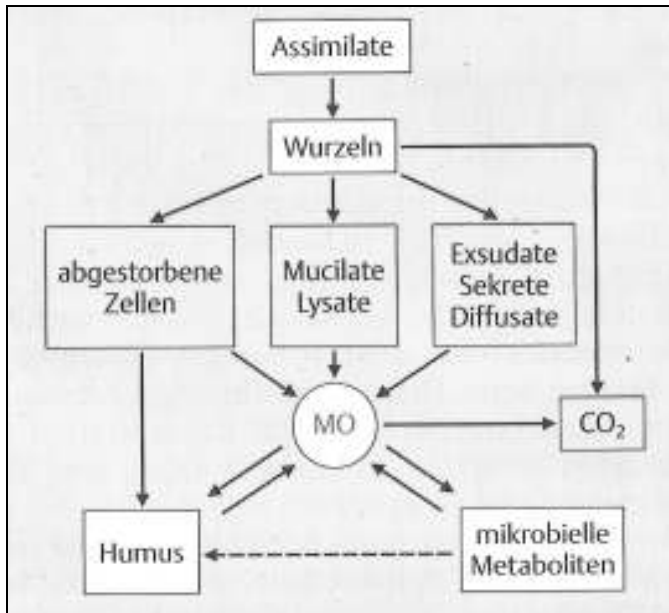 Assimilate
Wurzeln
abgestorbene
Zellen
Mucilate
Lysate
Exsudate
Sekrete
Diffusate
MO
CO₂
Humus
mikrobielle
Metaboliten